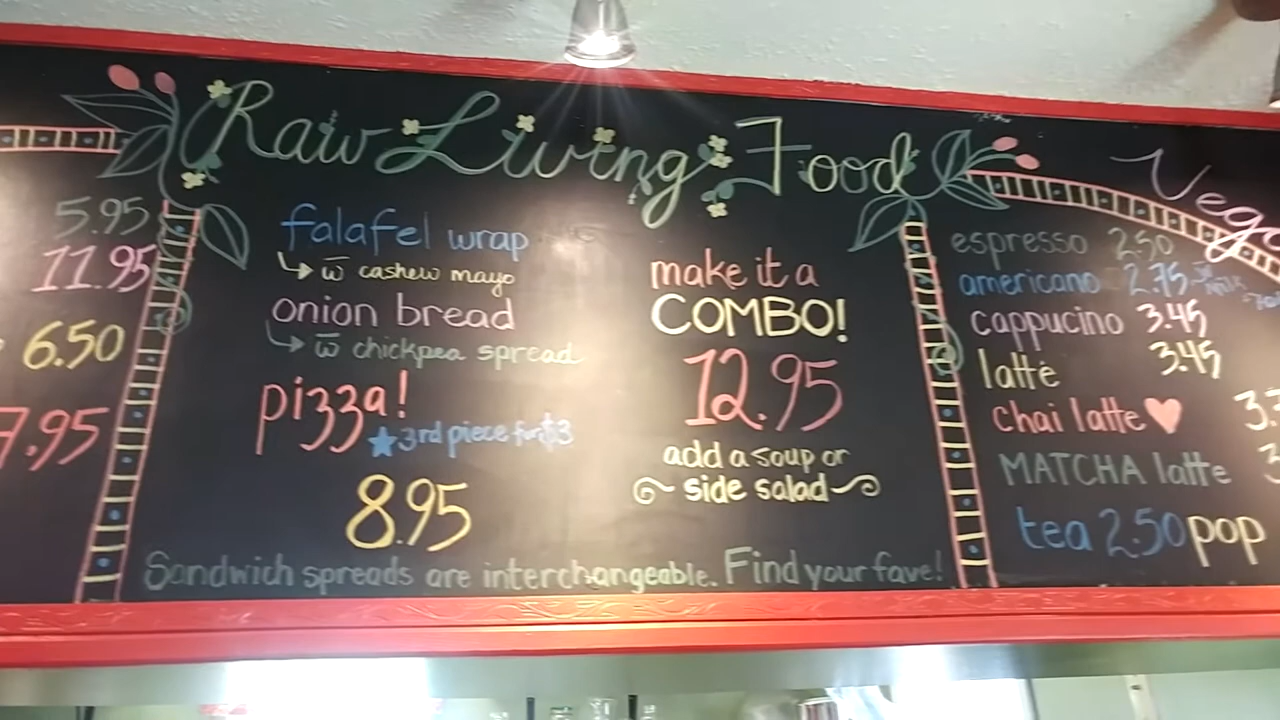 Raw Living Food
5.95
11.95
6.50
7.95
falafel wrap
w̄ cashew mayo
onion bread
w̄ chickpea spread
pizza!
★3rd piece for $3
8.95
make it a
COMBO!
12.95
add a soup or
side salad
Sandwich spreads are interchangeable. Find your fave!
espresso 2.50
americano 2.75
cappucino 3.45
latte 3.45
chai latte ♥
MATCHA latte
tea 2.50 pop